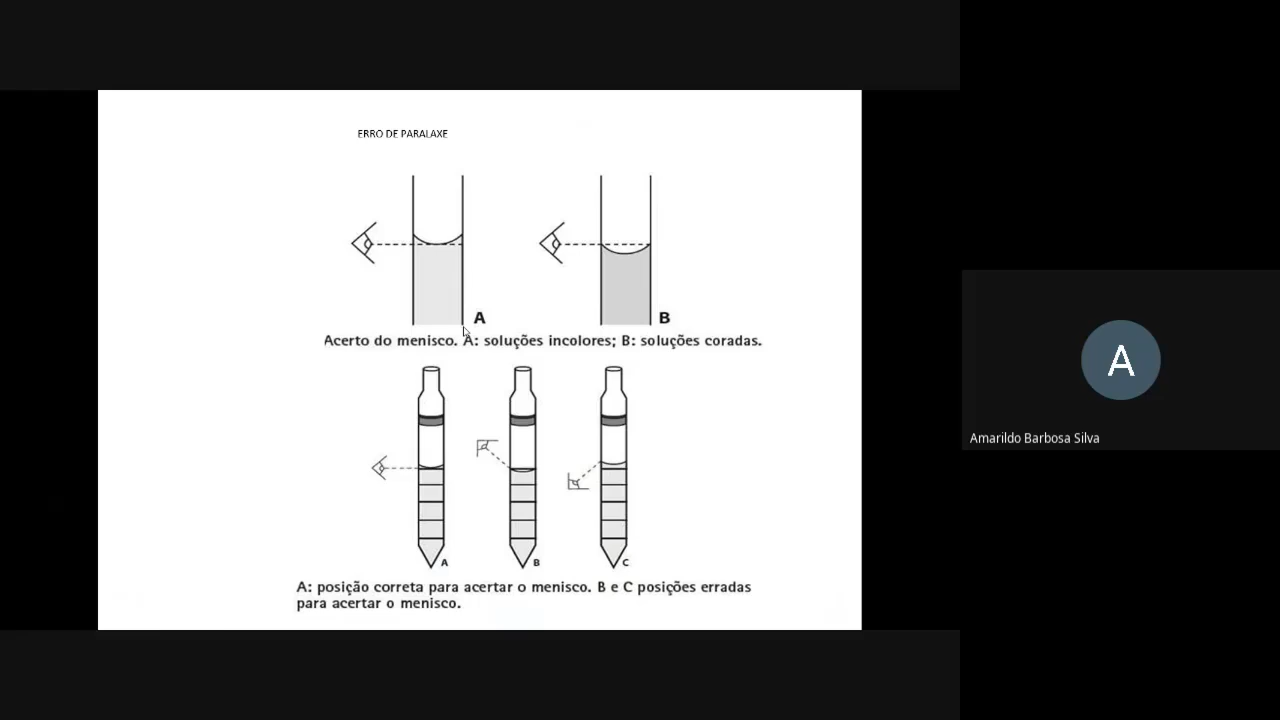 ERRO DE PARALAXE
A
B
Acerto do menisco. A: soluções incolores; B: soluções coradas.
A
B
C
A: posição correta para acertar o menisco. B e C posições erradas
para acertar o menisco.
A
Amarildo Barbosa Silva